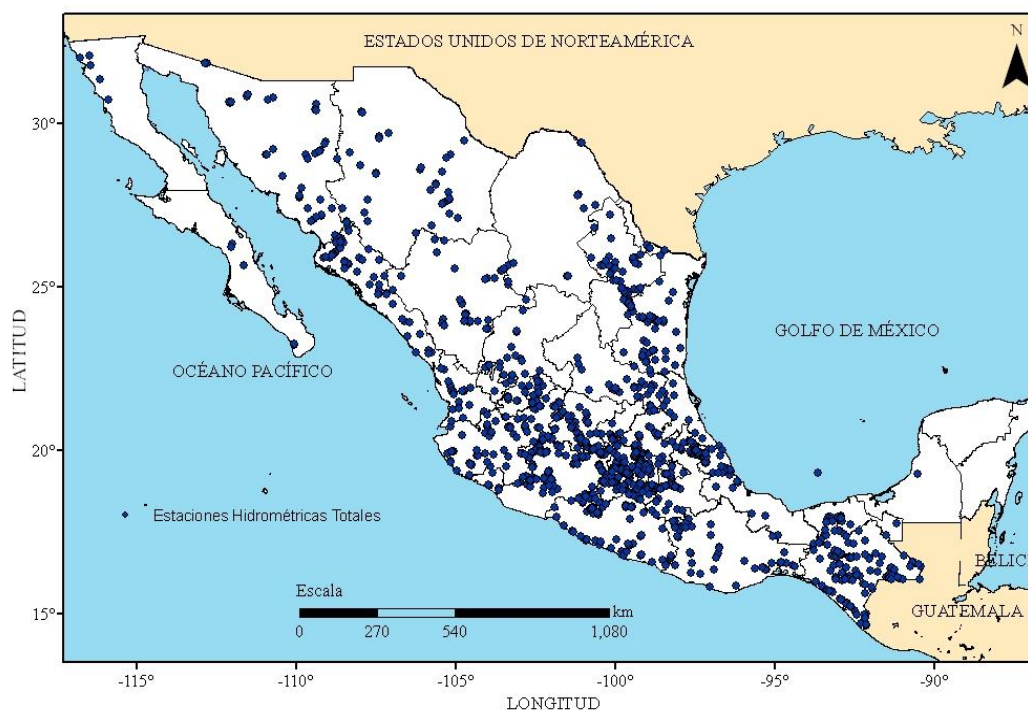 ESTADOS UNIDOS DE NORTEAMÉRICA
N
30°
25°
20°
15°
LATITUD
GOLFO DE MÉXICO
OCÉANO PACÍFICO
Estaciones Hidrométricas Totales
BELIC
GUATEMALA
Escala
km
0 270 540 1,080
-115° -110° -105° -100° -95° -90°
LONGITUD